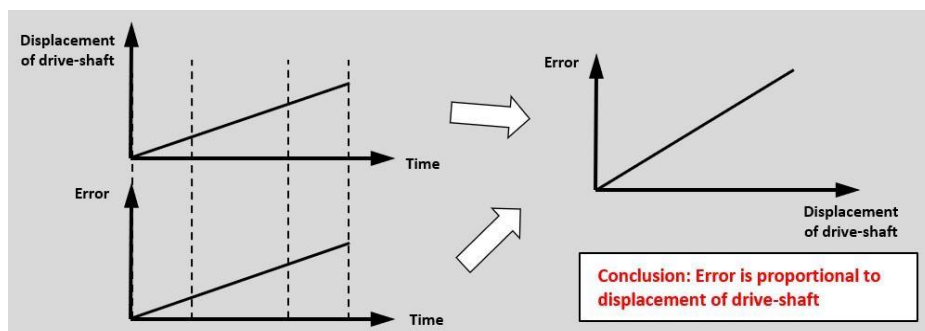 Displacement
of drive-shaft
Time
Error
Time
Error
Displacement
of drive-shaft
Conclusion: Error is proportional to
displacement of drive-shaft